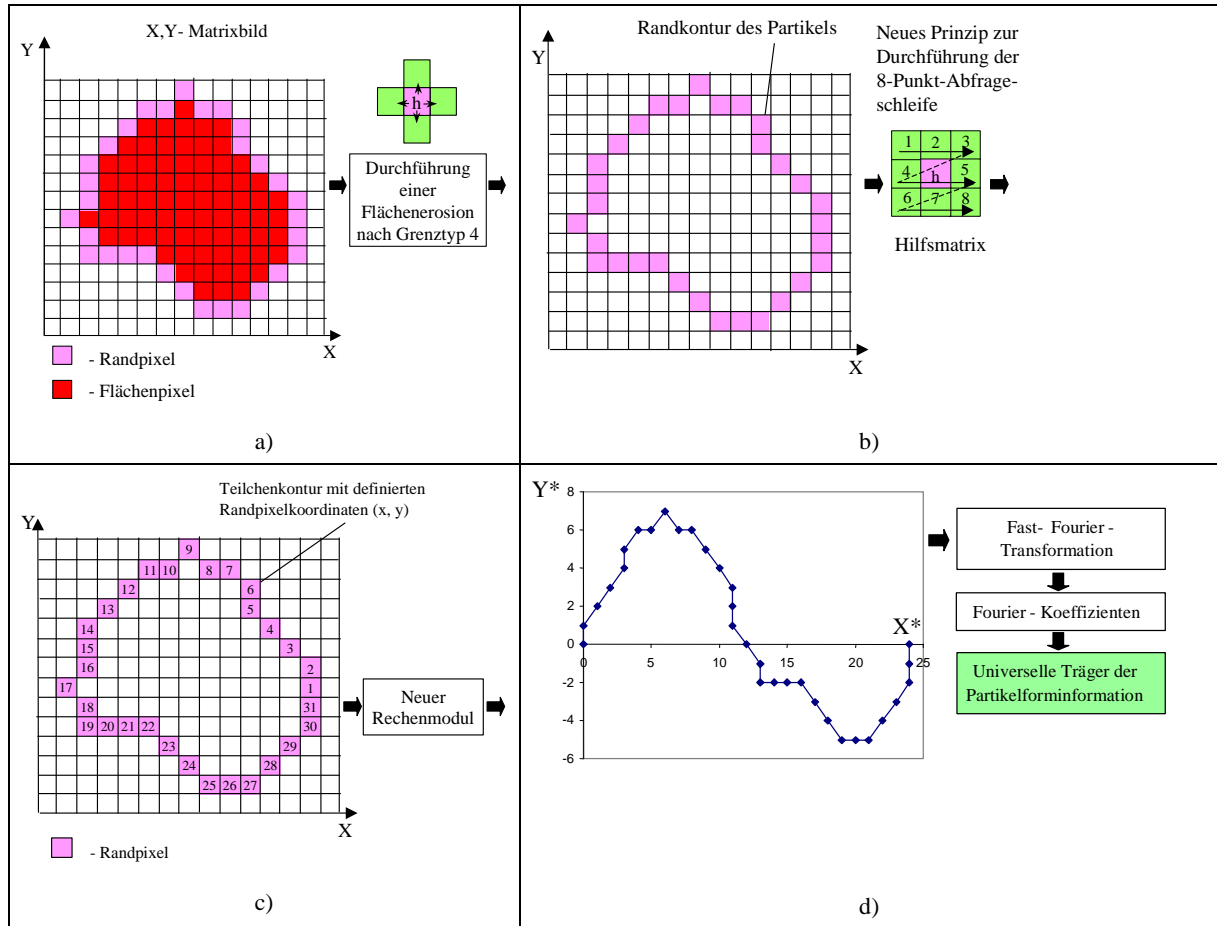 X,Y- Matrixbild
Y
h
Durchführung
einer
Flächenerosion
nach Grenztyp 4
X
- Randpixel
- Flächenpixel
a)
Randkontur des Partikels
Neues Prinzip zur
Durchführung der
8-Punkt-Abfrage-
schleife
Y
1 2 3
4 h 5
6 7 8
Hilfsmatrix
X
b)
Teilchenkontur mit definierten
Randpixelkoordinaten (x, y)
Y
9
11 10 8 7
12 6
13 5
14 4
15 3
16 2
17 1
18 31
19 20 21 22 30
23 29
24 28
25 26 27
X
Neuer
Rechenmodul
- Randpixel
c)
Y*
8
6
4
2
0
-2
-4
-6
X*
0 5 10 15 20 25
Fast- Fourier -
Transformation
Fourier - Koeffizienten
Universelle Träger der
Partikelforminformation
d)